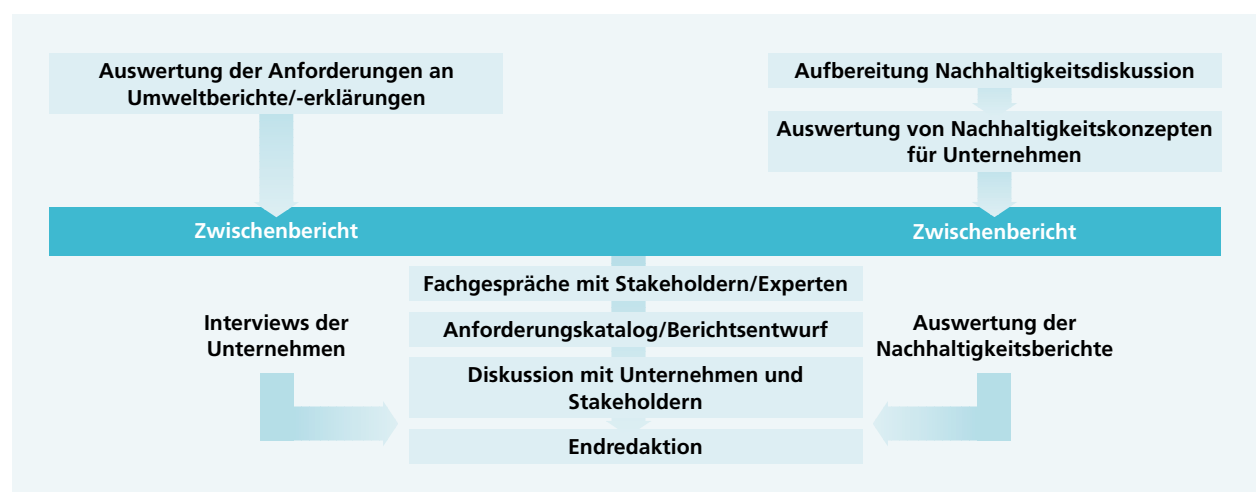 Auswertung der Anforderungen an
Umweltberichte/-erklärungen
Aufbereitung Nachhaltigkeitsdiskussion
Auswertung von Nachhaltigkeitskonzepten
für Unternehmen
Zwischenbericht
Zwischenbericht
Fachgespräche mit Stakeholdern/Experten
Interviews der
Unternehmen
Anforderungskatalog/Berichtsentwurf
Auswertung der
Nachhaltigkeitsberichte
Diskussion mit Unternehmen und
Stakeholdern
Endredaktion